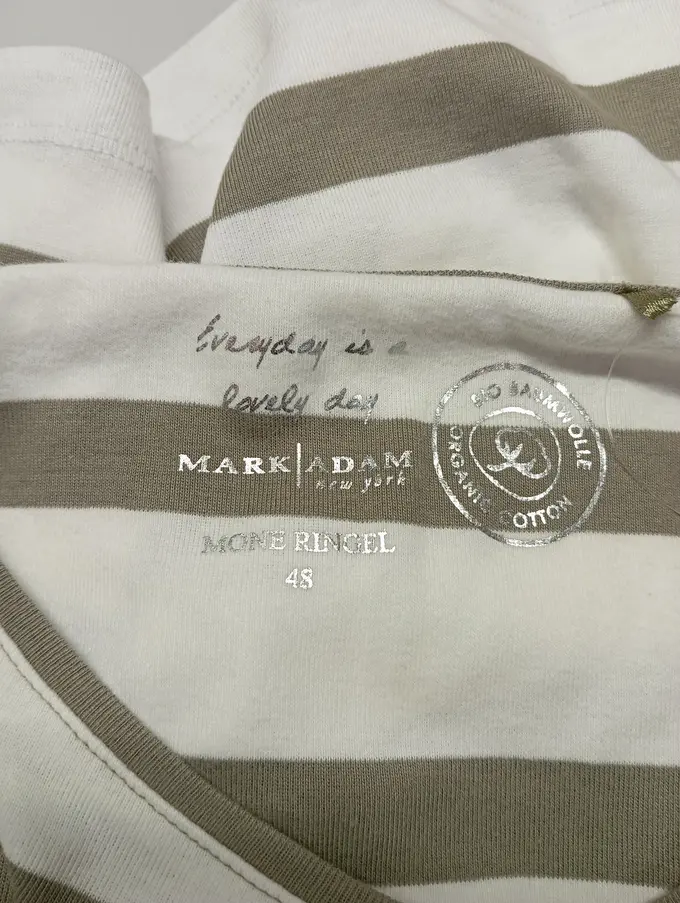 Everyday is a
lovely day
MARK|ADAM
new york
MONE RINGEL
48
BIO BAUMWOLLE
ORGANIC COTTON